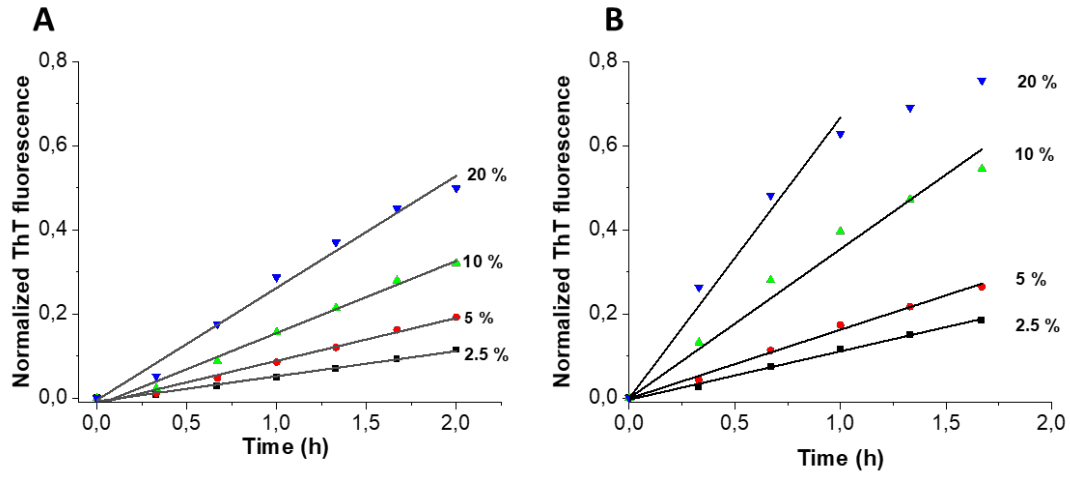 A
Normalized ThT fluorescence
0,8
0,6
0,4
0,2
0,0
20 %
10 %
5 %
2.5 %
0,0 0,5 1,0 1,5 2,0
Time (h)
B
Normalized ThT fluorescence
0,8
0,6
0,4
0,2
0,0
20 %
10 %
5 %
2.5 %
0,0 0,5 1,0 1,5 2,0
Time (h)